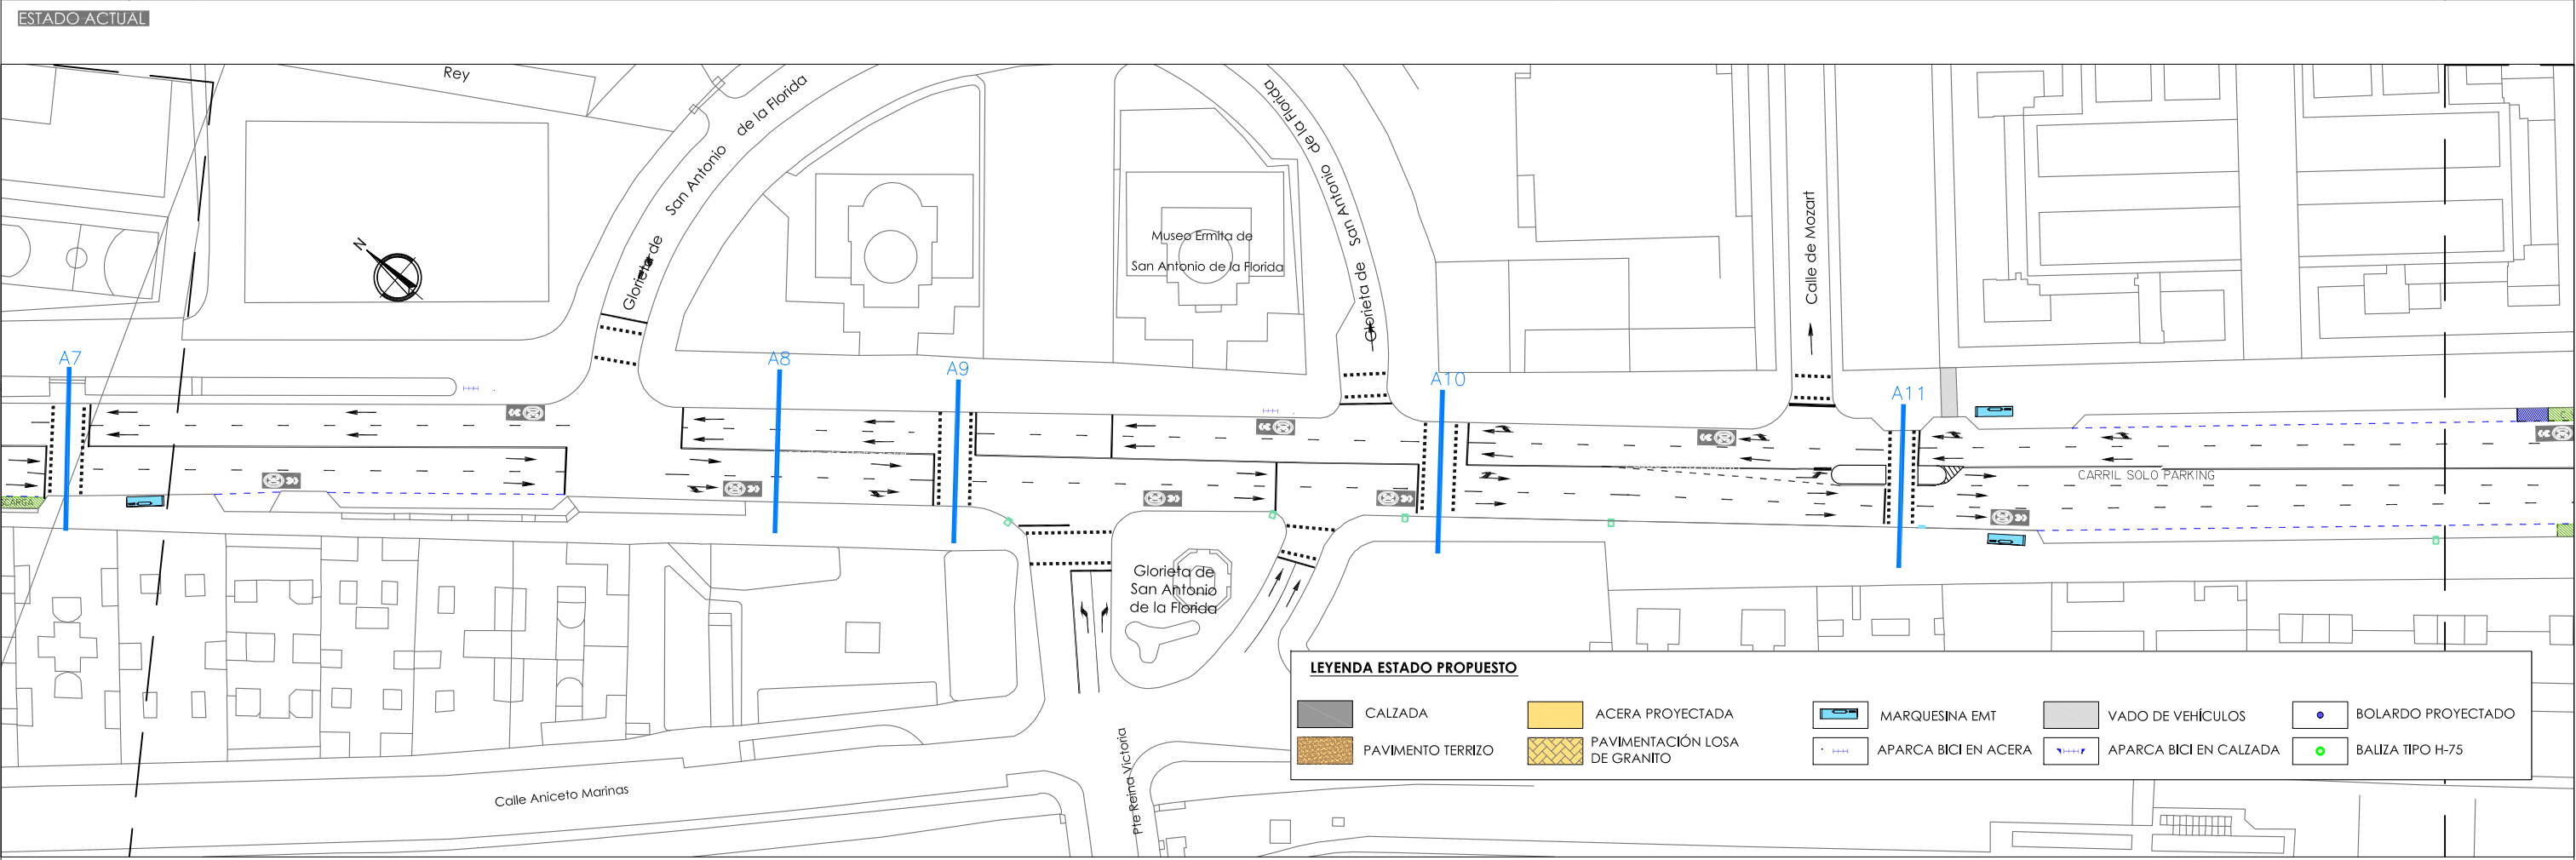 ESTADO ACTUAL
Rey
Glorieta de San Antonio de la Florida
Glorieta de San Antonio de la Florida
Museo Ermita de
San Antonio de la Florida
Calle de Mozart
N
A7
A8
A9
A10
A11
CARRIL SOLO PARKING
CARGA
C
Glorieta de
San Antonio
de la Florida
Calle Aniceto Marinas
Pte Reina Victoria
LEYENDA ESTADO PROPUESTO
CALZADA
ACERA PROYECTADA
MARQUESINA EMT
VADO DE VEHÍCULOS
BOLARDO PROYECTADO
PAVIMENTO TERRIZO
PAVIMENTACIÓN LOSA
DE GRANITO
APARCA BICI EN ACERA
APARCA BICI EN CALZADA
BALIZA TIPO H-75